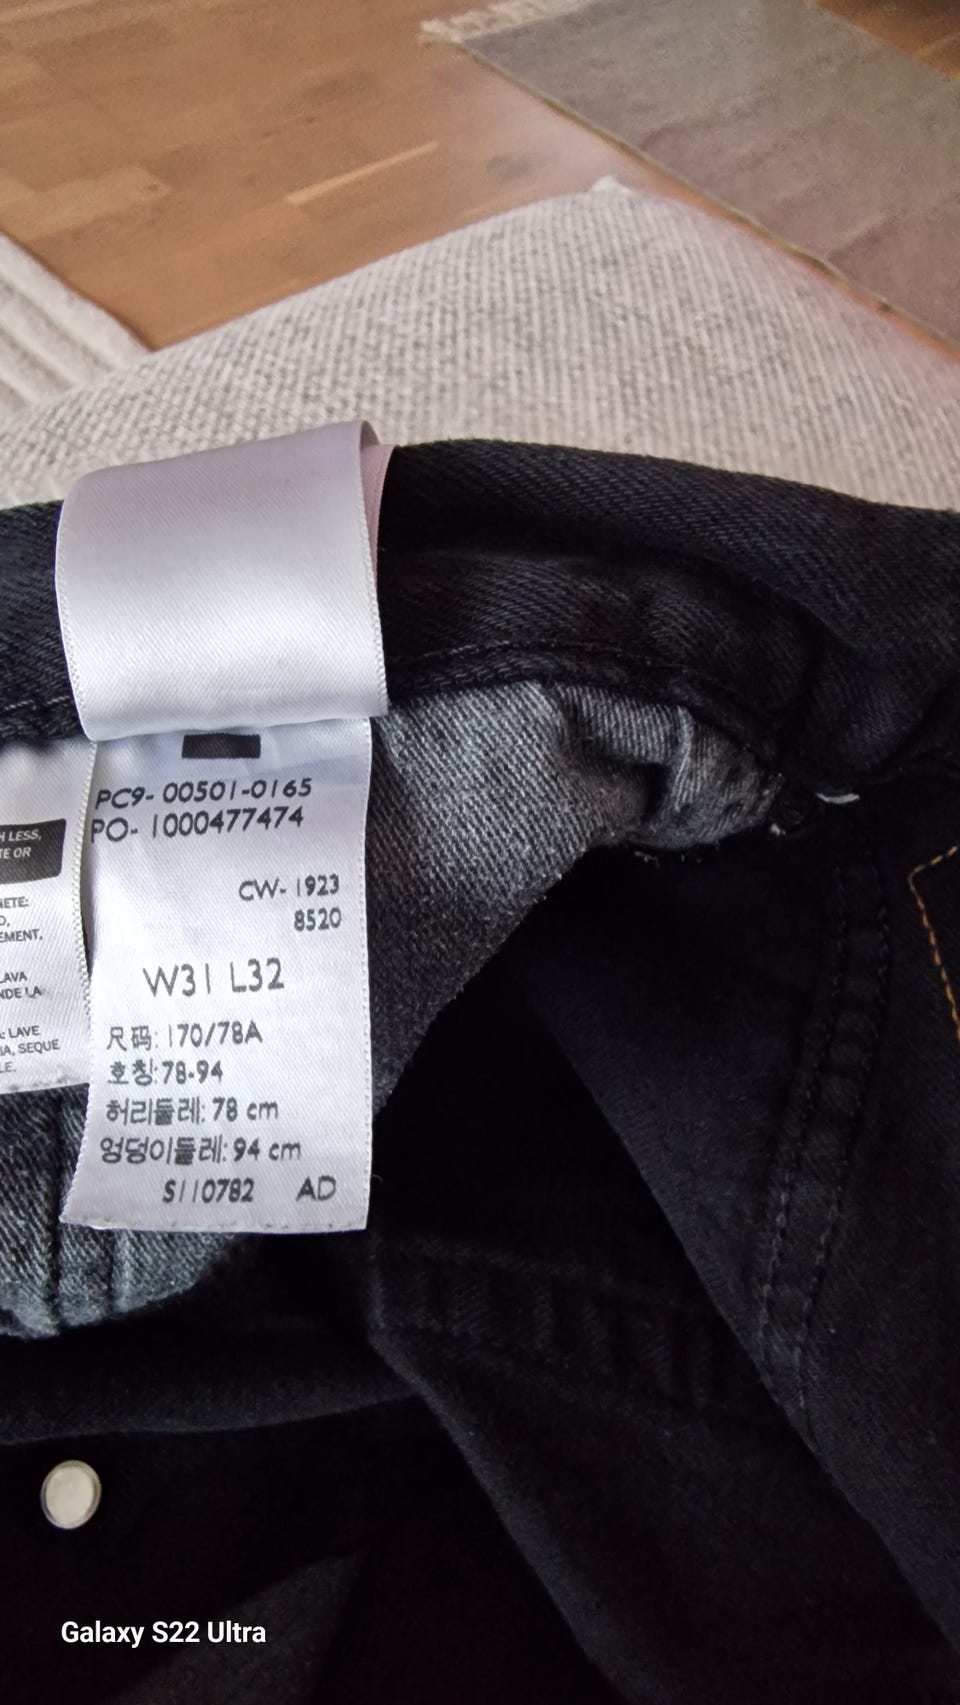 PC9- 00501-0165
PO- 1000477474
CW- 1923
8520
W31 L32
尺码: 170/78A
호칭:78-94
허리둘레: 78 cm
엉덩이둘레: 94 cm
S110782 AD
H LESS,
TE OR
EMENT,
LAVA
NDE LA
: LAVE
IA, SEQUE
LE.
Galaxy S22 Ultra